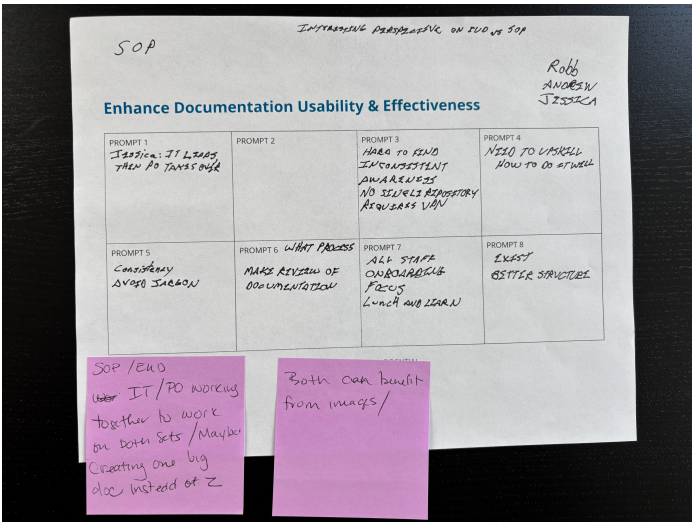 INTERESTING PERSPECTIVE ON EUD vs SOP
SOP
Robb
ANDREW
JESSICA
Enhance Documentation Usability & Effectiveness
PROMPT 1
Jessica: IT LEADS
THEN PO TAKES OVER
PROMPT 2
PROMPT 3
HARD TO FIND
INCONSISTENT
AWARENESS
NO SINGLE REPOSITORY
REQUIRES VPN
PROMPT 4
NEED TO UPSKILL
HOW TO DO IT WELL
PROMPT 5
Consistency
AVOID JARGON
PROMPT 6 WHAT PROCESS
MAKE REVIEW OF
DOCUMENTATION
PROMPT 7
ALL STAFF
ONBOARDING
FOCUS
Lunch AND LEARN
PROMPT 8
EXIST
BETTER STRUCTURE
SOP/EUD
IT/PO working
together to work
on both sets/Maybe
Creating one big
doc instead of 2
Both can benefit
from images/